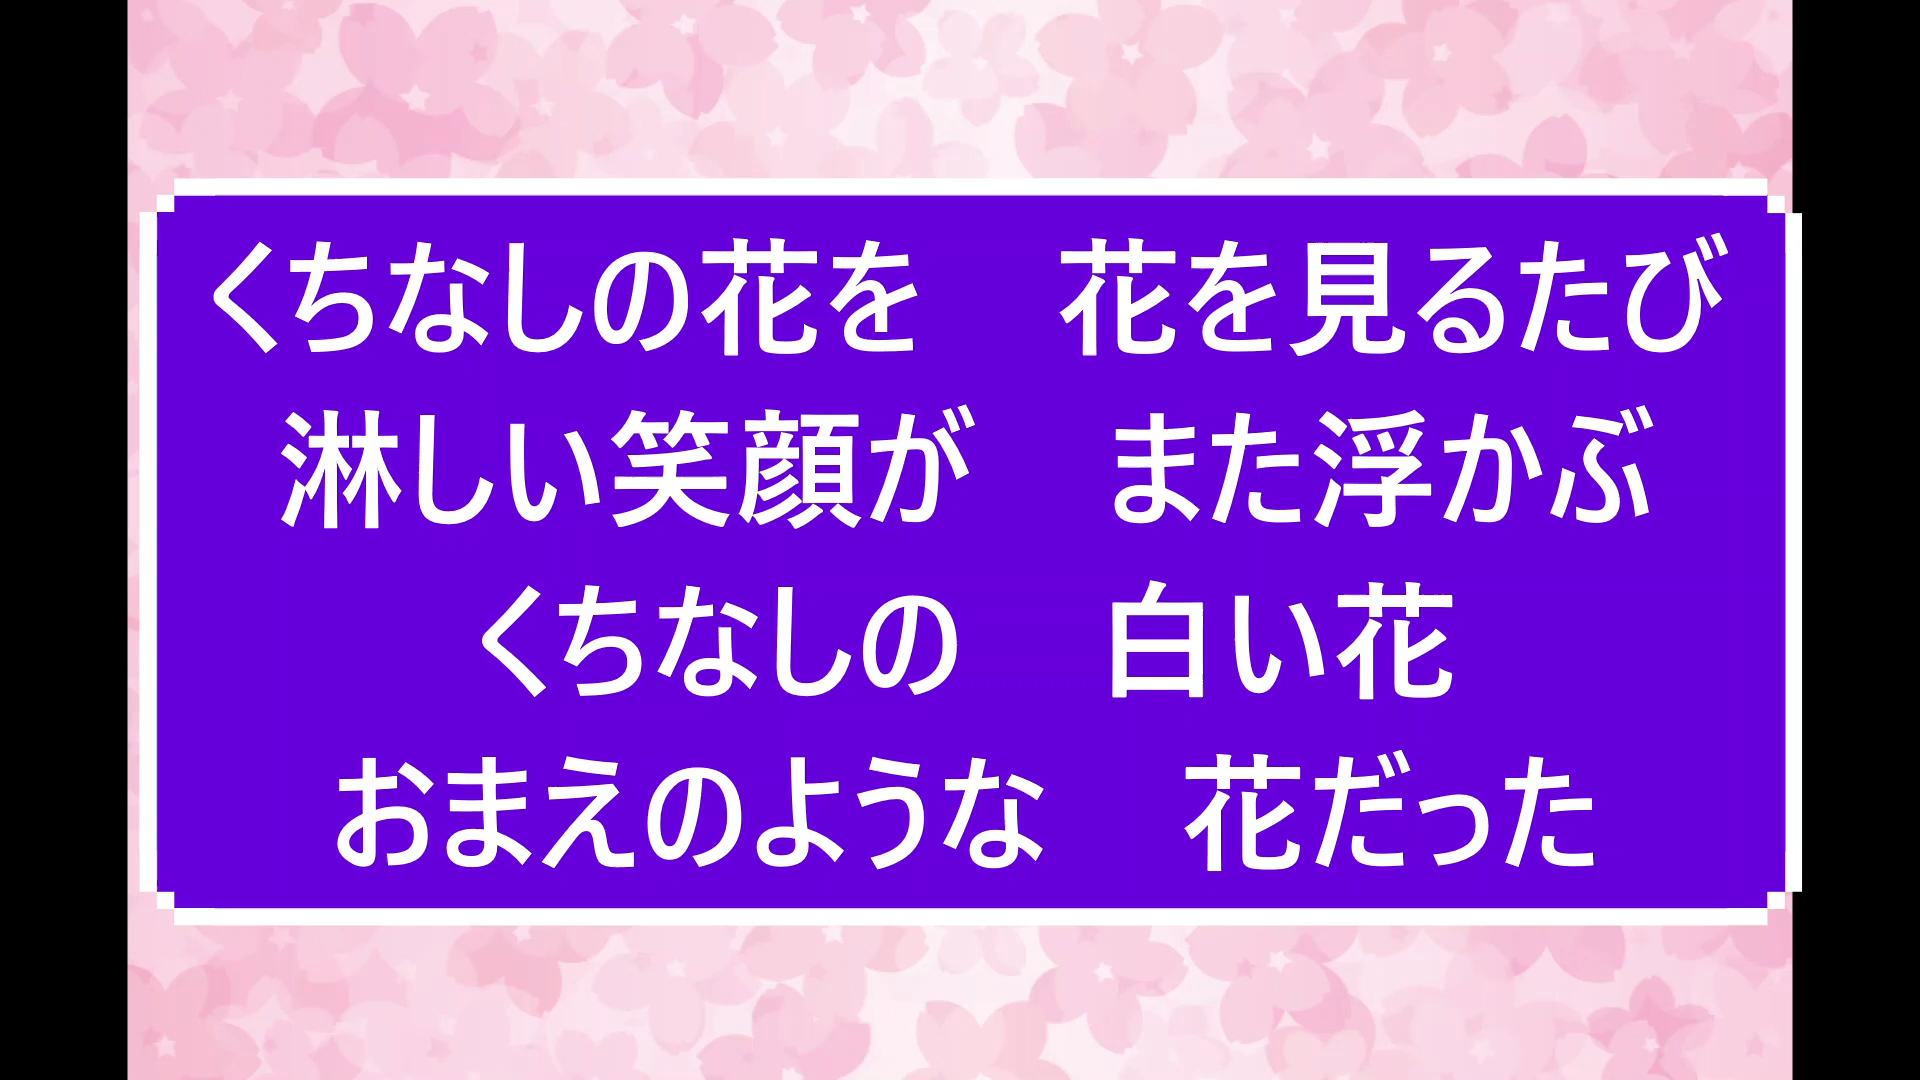 くちなしの花を　花を見るたび
淋しい笑顔が　また浮かぶ
くちなしの　白い花
おまえのような　花だった